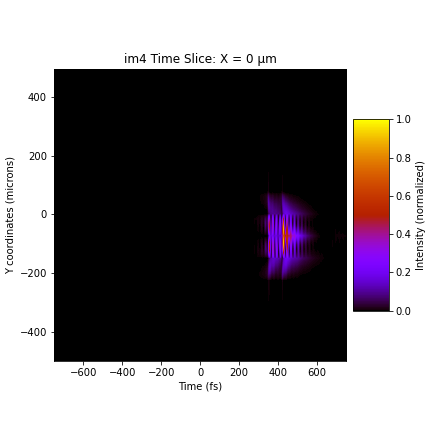 im4 Time Slice: X = 0 μm
Y coordinates (microns)
400
200
0
−200
−400
−600 −400 −200 0 200 400 600
Time (fs)
1.0
0.8
0.6
0.4
0.2
0.0
Intensity (normalized)